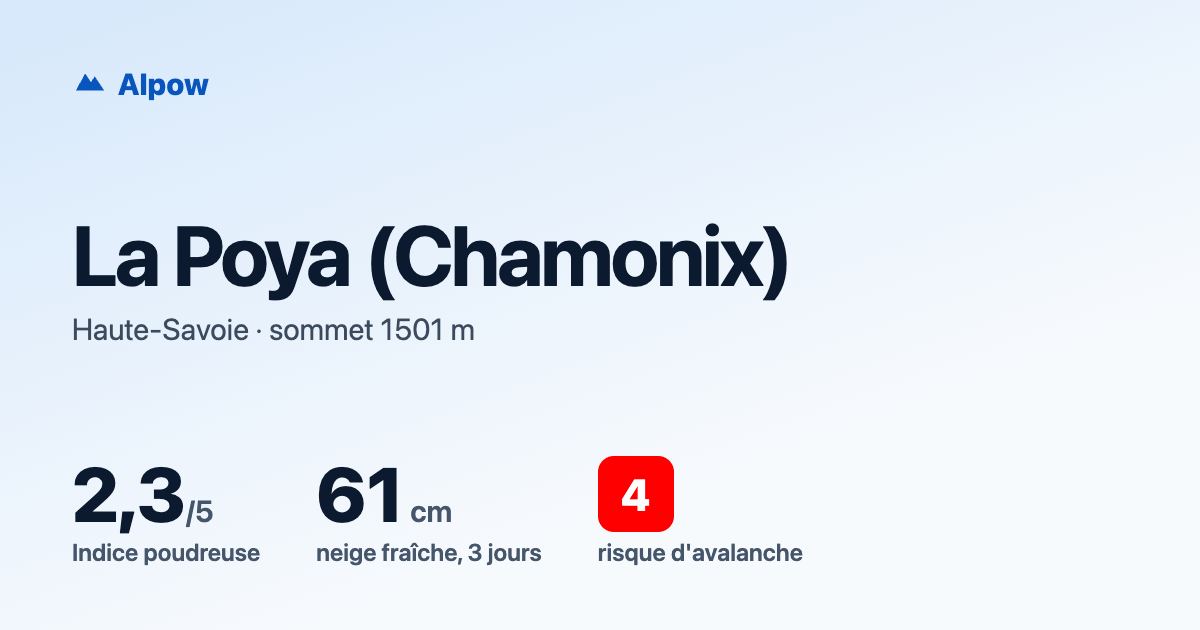 Alpow
La Poya (Chamonix)
Haute-Savoie · sommet 1501 m
2,3/5
Indice poudreuse
61 cm
neige fraîche, 3 jours
4
risque d'avalanche